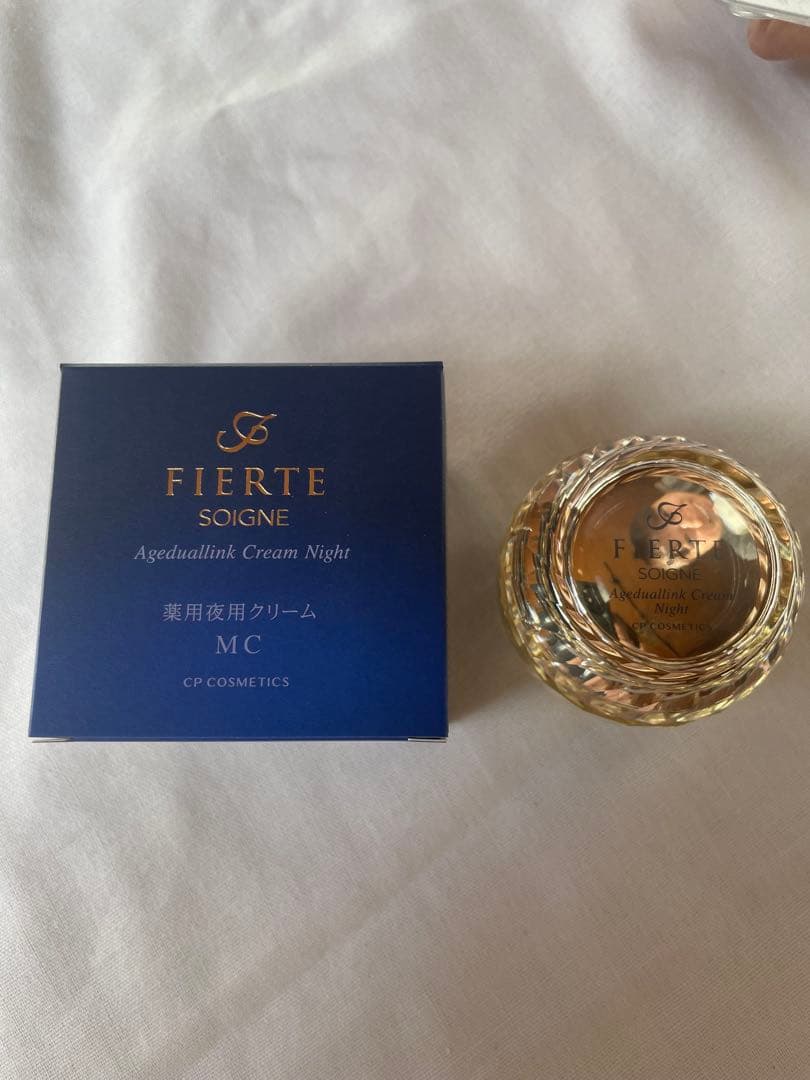 FIERTE
SOIGNE
Ageduallink Cream Night
薬用夜用クリーム
MC
CP COSMETICS
FIERTE
SOIGNE
Ageduallink Cream
Night
CP COSMETICS